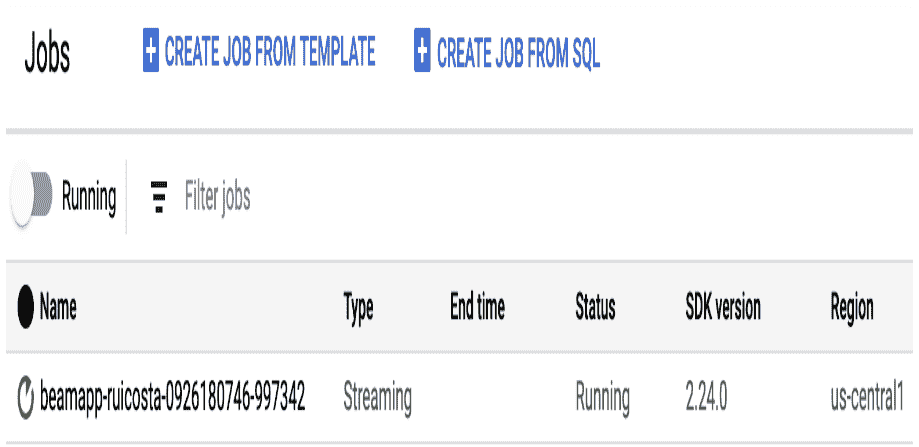 Jobs CREATE JOB FROM TEMPLATE CREATE JOB FROM SQL
Running Filter jobs
Name Type End time Status SDK version Region
beamapp-ruicosta-0926180746-997342 Streaming Running 2.24.0 us-central1